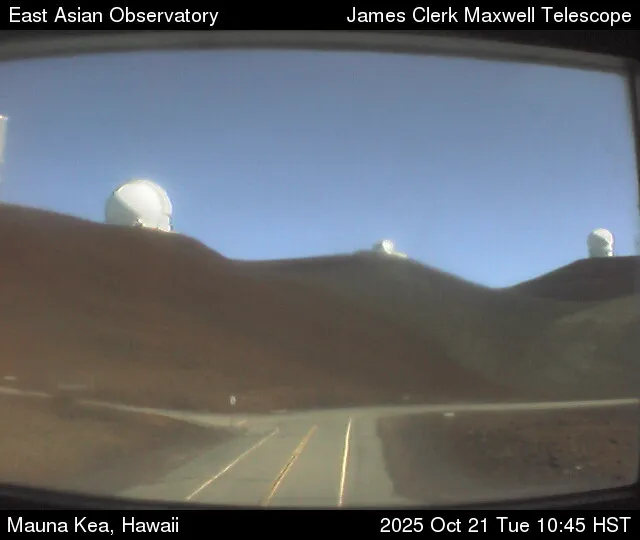 East Asian Observatory
James Clerk Maxwell Telescope
Mauna Kea, Hawaii
2025 Oct 21 Tue 10:45 HST